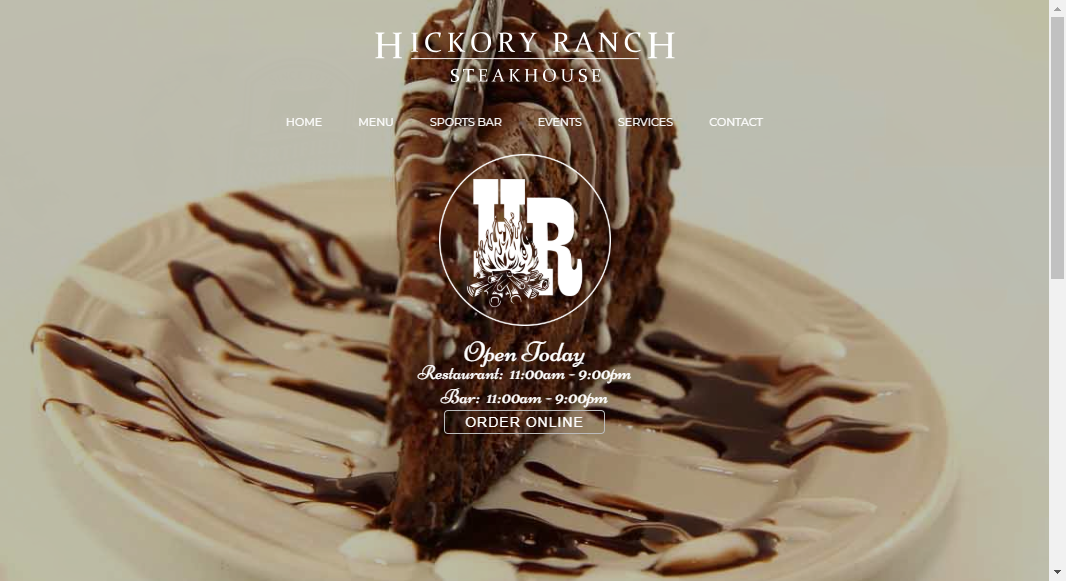 HICKORY RANCH
STEAKHOUSE
HOME MENU SPORTS BAR EVENTS SERVICES CONTACT
HR
Open Today
Restaurant: 11:00am - 9:00pm
Bar: 11:00am - 9:00pm
ORDER ONLINE